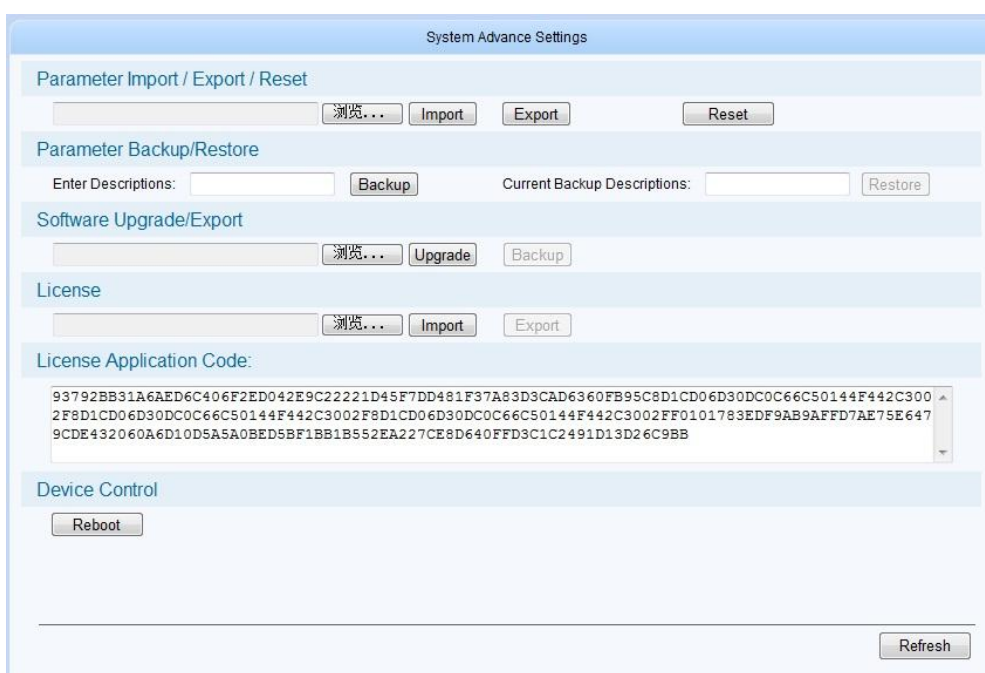 System Advance Settings
Parameter Import / Export / Reset
浏览... Import Export Reset
Parameter Backup/Restore
Enter Descriptions: Backup Current Backup Descriptions: Restore
Software Upgrade/Export
浏览... Upgrade Backup
License
浏览... Import Export
License Application Code:
93792BB31A6AED6C406F2ED042E9C22221D45F7DD481F37A83D3CAD6360FB95C8D1CD06D30DC0C66C50144F442C300
2F8D1CD06D30DC0C66C50144F442C3002F8D1CD06D30DC0C66C50144F442C3002FF0101783EDF9AB9AFFD7AE75E647
9CDE432060A6D10D5A5A0BED5BF1BB1B552EA227CE8D640FFD3C1C2491D13D26C9BB
Device Control
Reboot
Refresh